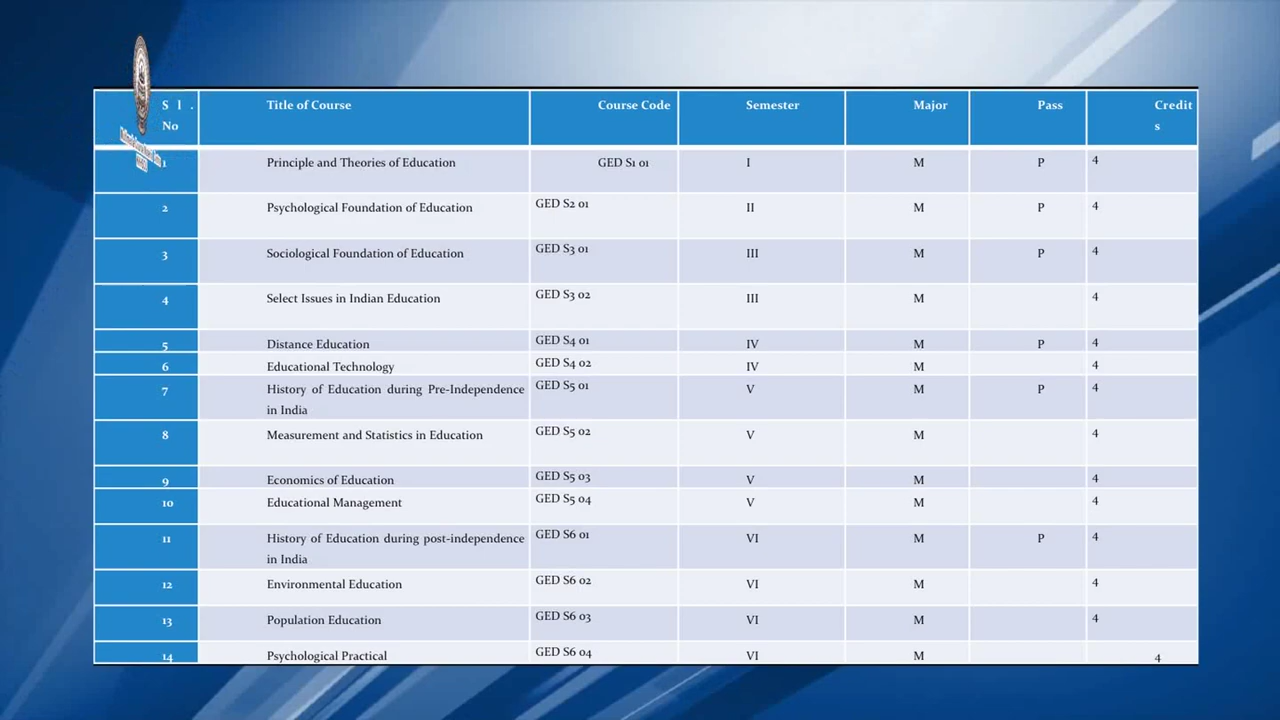 Sl. No Title of Course Course Code Semester Major Pass Credits
1 Principle and Theories of Education GED S1 01 I M P 4
2 Psychological Foundation of Education GED S2 01 II M P 4
3 Sociological Foundation of Education GED S3 01 III M P 4
4 Select Issues in Indian Education GED S3 02 III M 4
5 Distance Education GED S4 01 IV M P 4
6 Educational Technology GED S4 02 IV M 4
7 History of Education during Pre-Independence in India GED S5 01 V M P 4
8 Measurement and Statistics in Education GED S5 02 V M 4
9 Economics of Education GED S5 03 V M 4
10 Educational Management GED S5 04 V M 4
11 History of Education during post-independence in India GED S6 01 VI M P 4
12 Environmental Education GED S6 02 VI M 4
13 Population Education GED S6 03 VI M 4
14 Psychological Practical GED S6 04 VI M 4